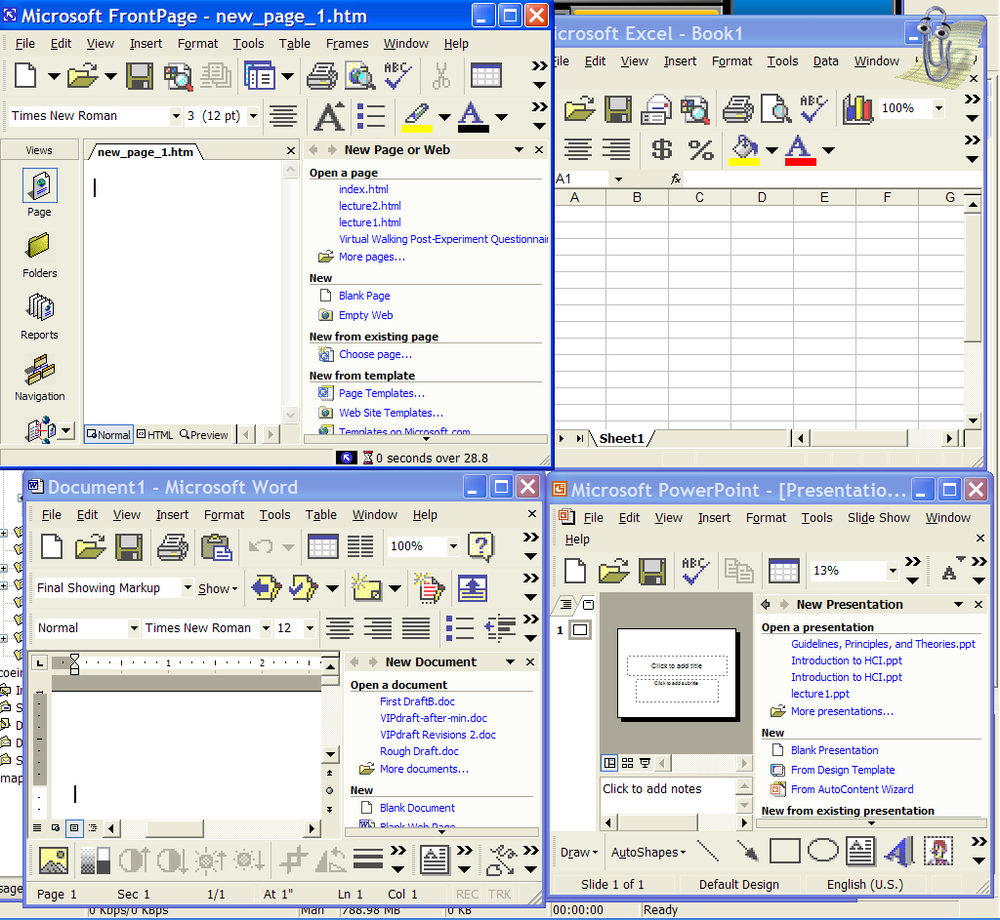 Microsoft FrontPage - new_page_1.htm
File Edit View Insert Format Tools Table Frames Window Help
Times New Roman 3 (12 pt)
Views
Page
Folders
Reports
Navigation
new_page_1.htm
Normal HTML Preview
New Page or Web
Open a page
index.html
lecture2.html
lecture1.html
Virtual Walking Post-Experiment Questionnai
More pages...
New
Blank Page
Empty Web
New from existing page
Choose page...
New from template
Page Templates...
Web Site Templates...
Templates on Microsoft.com
0 seconds over 28.8
icrosoft Excel - Book1
ile Edit View Insert Format Tools Data Window
ABC
100%
A1 fx
A B C D E F G
Sheet1
Document1 - Microsoft Word
File Edit View Insert Format Tools Table Window Help
100%
Final Showing Markup Show
Normal Times New Roman 12
1 2
New Document
Open a document
First DraftB.doc
VIPdraft-after-min.doc
VIPdraft Revisions 2.doc
Rough Draft.doc
More documents...
New
Blank Document
Blank Web Page
Page 1 Sec 1 1/1 At 1" Ln 1 Col 1 REC TRK
Microsoft PowerPoint - [Presentatio...
File Edit View Insert Format Tools Slide Show Window
Help
ABC 13%
1
Click to add title
Click to add subtitle
Click to add notes
New Presentation
Open a presentation
Guidelines, Principles, and Theories.ppt
Introduction to HCI.ppt
Introduction to HCI.ppt
lecture1.ppt
More presentations...
New
Blank Presentation
From Design Template
From AutoContent Wizard
New from existing presentation
Draw AutoShapes
Slide 1 of 1 Default Design English (U.S.)
0 Kbps/0 KBps Man 788.98 MB 0 KB 00:00:00 Ready